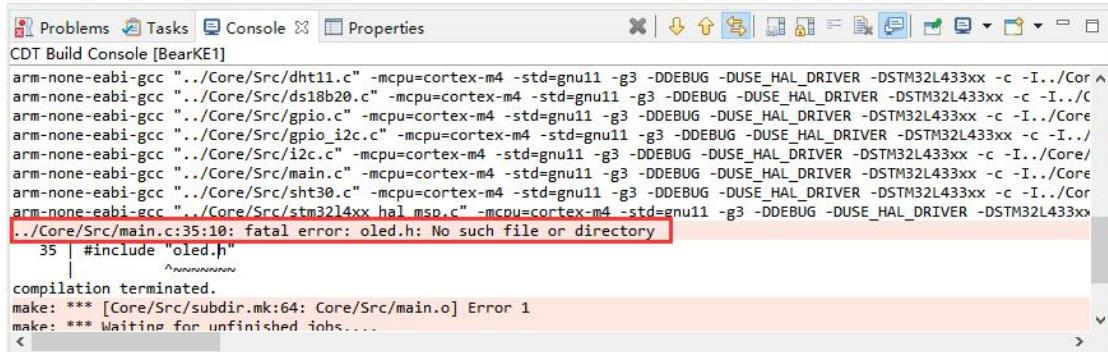 Problems Tasks Console Properties
CDT Build Console [BearKE1]
arm-none-eabi-gcc "../Core/Src/dht11.c" -mcpu=cortex-m4 -std=gnu11 -g3 -DDEBUG -DUSE_HAL_DRIVER -DSTM32L433xx -c -I../Cor
arm-none-eabi-gcc "../Core/Src/ds18b20.c" -mcpu=cortex-m4 -std=gnu11 -g3 -DDEBUG -DUSE_HAL_DRIVER -DSTM32L433xx -c -I../C
arm-none-eabi-gcc "../Core/Src/gpio.c" -mcpu=cortex-m4 -std=gnu11 -g3 -DDEBUG -DUSE_HAL_DRIVER -DSTM32L433xx -c -I../Core
arm-none-eabi-gcc "../Core/Src/gpio_i2c.c" -mcpu=cortex-m4 -std=gnu11 -g3 -DDEBUG -DUSE_HAL_DRIVER -DSTM32L433xx -c -I../
arm-none-eabi-gcc "../Core/Src/i2c.c" -mcpu=cortex-m4 -std=gnu11 -g3 -DDEBUG -DUSE_HAL_DRIVER -DSTM32L433xx -c -I../Core/
arm-none-eabi-gcc "../Core/Src/main.c" -mcpu=cortex-m4 -std=gnu11 -g3 -DDEBUG -DUSE_HAL_DRIVER -DSTM32L433xx -c -I../Core
arm-none-eabi-gcc "../Core/Src/sht30.c" -mcpu=cortex-m4 -std=gnu11 -g3 -DDEBUG -DUSE_HAL_DRIVER -DSTM32L433xx -c -I../Cor
arm-none-eabi-gcc "../Core/Src/stm32l4xx_hal_msp.c" -mcpu=cortex-m4 -std=gnu11 -g3 -DDEBUG -DUSE_HAL_DRIVER -DSTM32L433xx
../Core/Src/main.c:35:10: fatal error: oled.h: No such file or directory
35 | #include "oled.h"
| ^~~~~~~~
compilation terminated.
make: *** [Core/Src/subdir.mk:64: Core/Src/main.o] Error 1
make: *** Waiting for unfinished jobs....